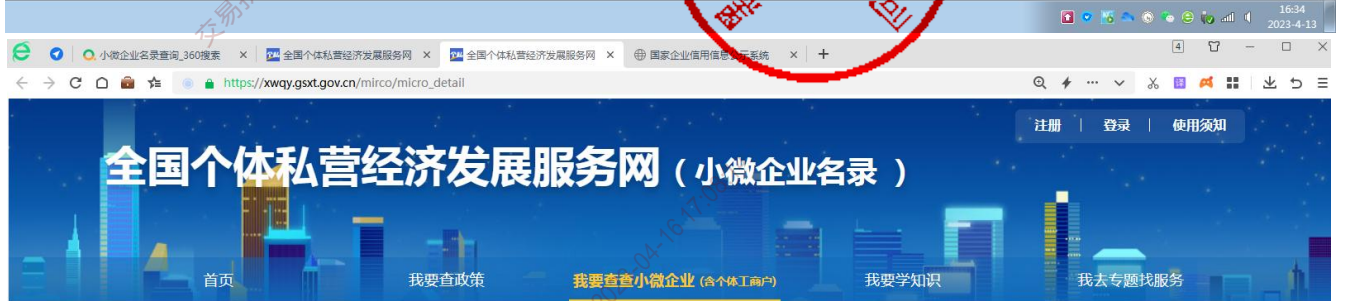 16:34
2023-4-13
小微企业名录查询_360搜索
全国个体私营经济发展服务网
全国个体私营经济发展服务网
国家企业信用信息公示系统
4
https://xwqy.gsxt.gov.cn/mirco/micro_detail
注册 | 登录 | 使用须知
全国个体私营经济发展服务网（小微企业名录 ）
首页
我要查政策
我要查查小微企业 (含个体工商户)
我要学知识
我去专题找服务